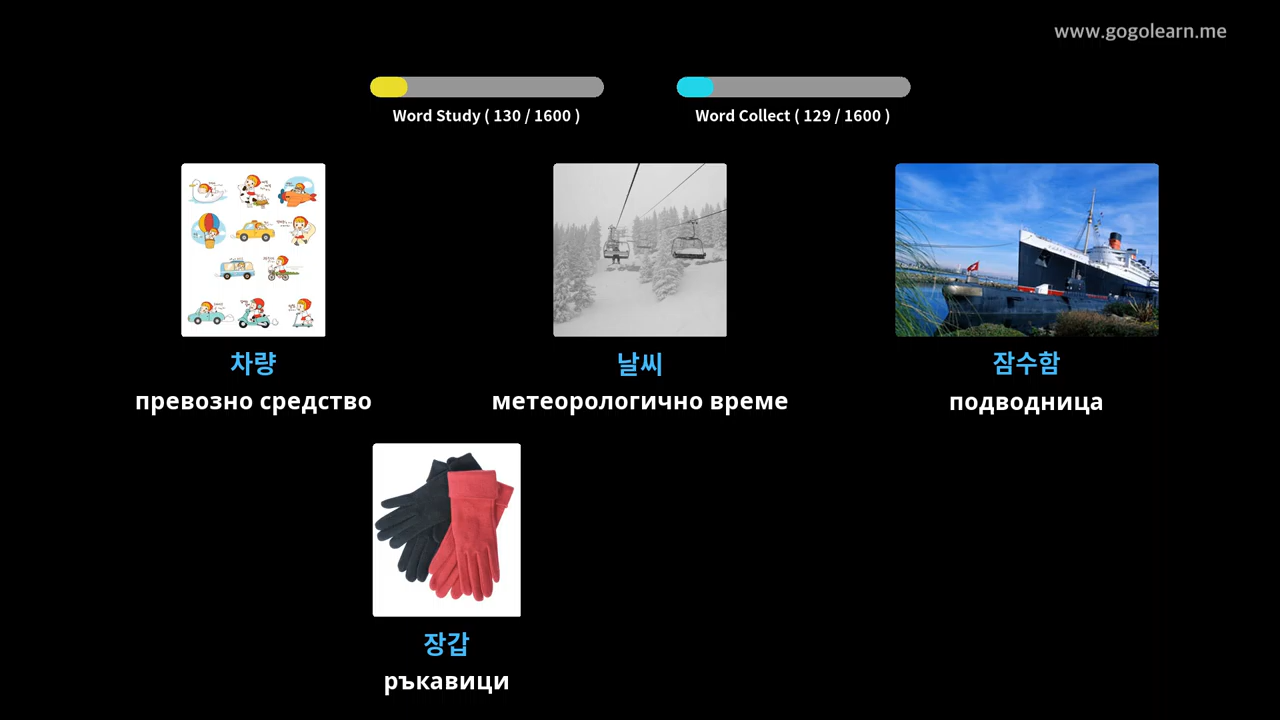 www.gogolearn.me
Word Study ( 130 / 1600 )
Word Collect ( 129 / 1600 )
차량
превозно средство
날씨
метеорологично време
잠수함
подводница
장갑
ръкавици